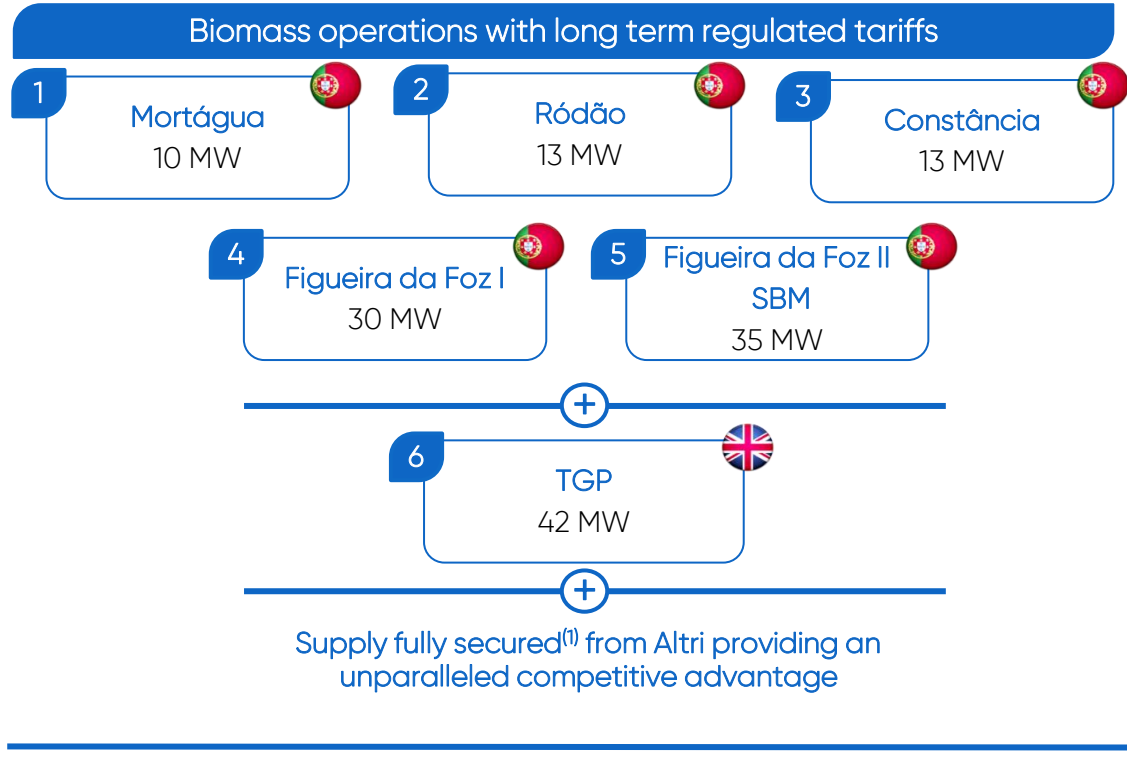 Biomass operations with long term regulated tariffs
1
Mortágua
10 MW
2
Ródão
13 MW
3
Constância
13 MW
4
Figueira da Foz I
30 MW
5
Figueira da Foz II
SBM
35 MW
+
6
TGP
42 MW
+
Supply fully secured(1) from Altri providing an
unparalleled competitive advantage